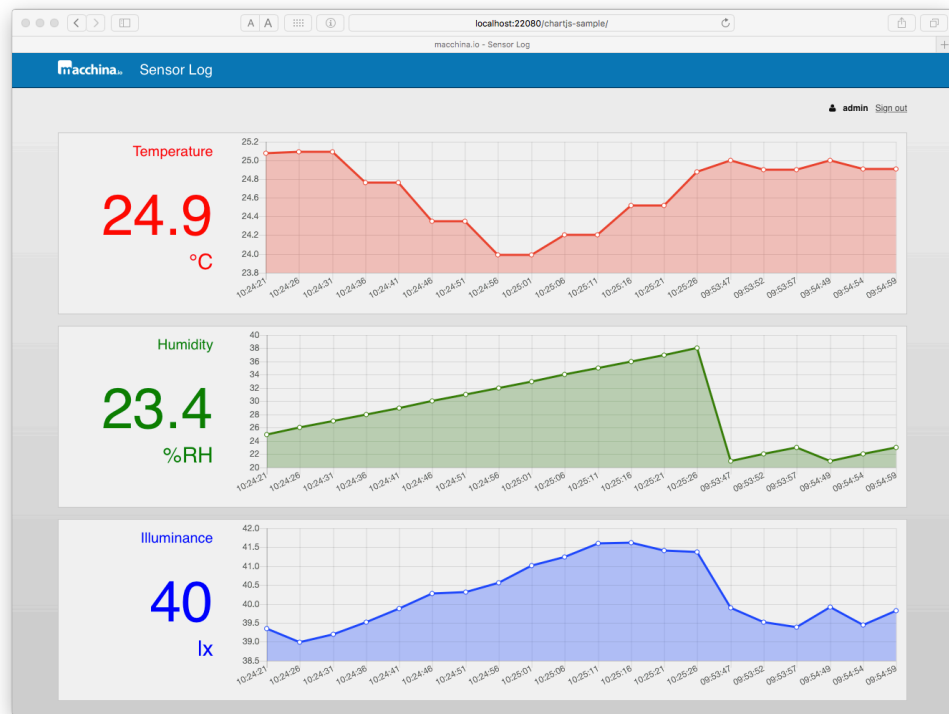 A A
localhost:22080/chartjs-sample/
macchina.io - Sensor Log
macchina.io Sensor Log
admin Sign out
Temperature
24.9
°C
25.2
25.0
24.8
24.6
24.4
24.2
24.0
23.8
10:24:21 10:24:26 10:24:31 10:24:36 10:24:41 10:24:46 10:24:51 10:24:56 10:25:01 10:25:06 10:25:11 10:25:16 10:25:21 10:25:26 09:53:47 09:53:52 09:53:57 09:54:49 09:54:54 09:54:59
Humidity
23.4
%RH
40
38
36
34
32
30
28
26
24
22
20
10:24:21 10:24:26 10:24:31 10:24:36 10:24:41 10:24:46 10:24:51 10:24:56 10:25:01 10:25:06 10:25:11 10:25:16 10:25:21 10:25:26 09:53:47 09:53:52 09:53:57 09:54:49 09:54:54 09:54:59
Illuminance
40
lx
42.0
41.5
41.0
40.5
40.0
39.5
39.0
38.5
10:24:21 10:24:26 10:24:31 10:24:36 10:24:41 10:24:46 10:24:51 10:24:56 10:25:01 10:25:06 10:25:11 10:25:16 10:25:21 10:25:26 09:53:47 09:53:52 09:53:57 09:54:49 09:54:54 09:54:59